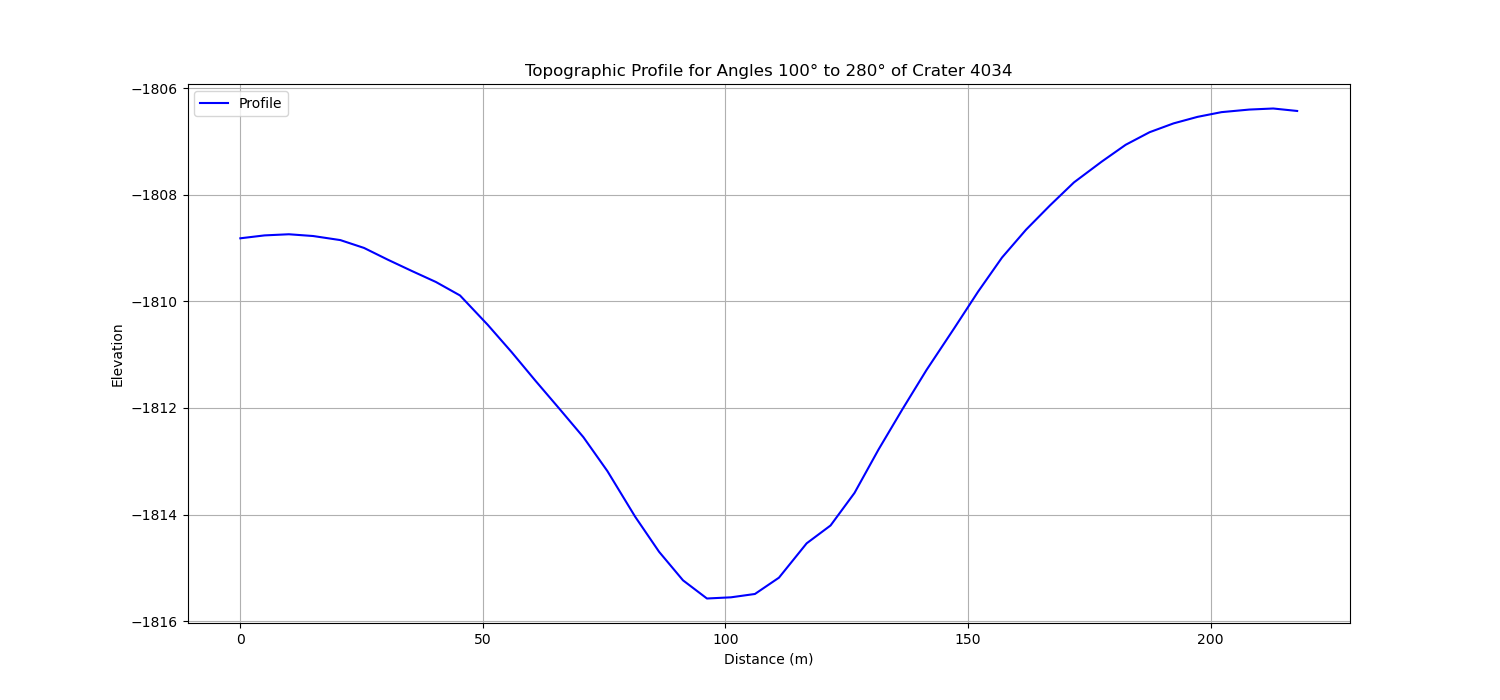 Topographic Profile for Angles 100° to 280° of Crater 4034
Profile
−1806
−1808
−1810
−1812
−1814
−1816
Elevation
0
50
100
150
200
Distance (m)